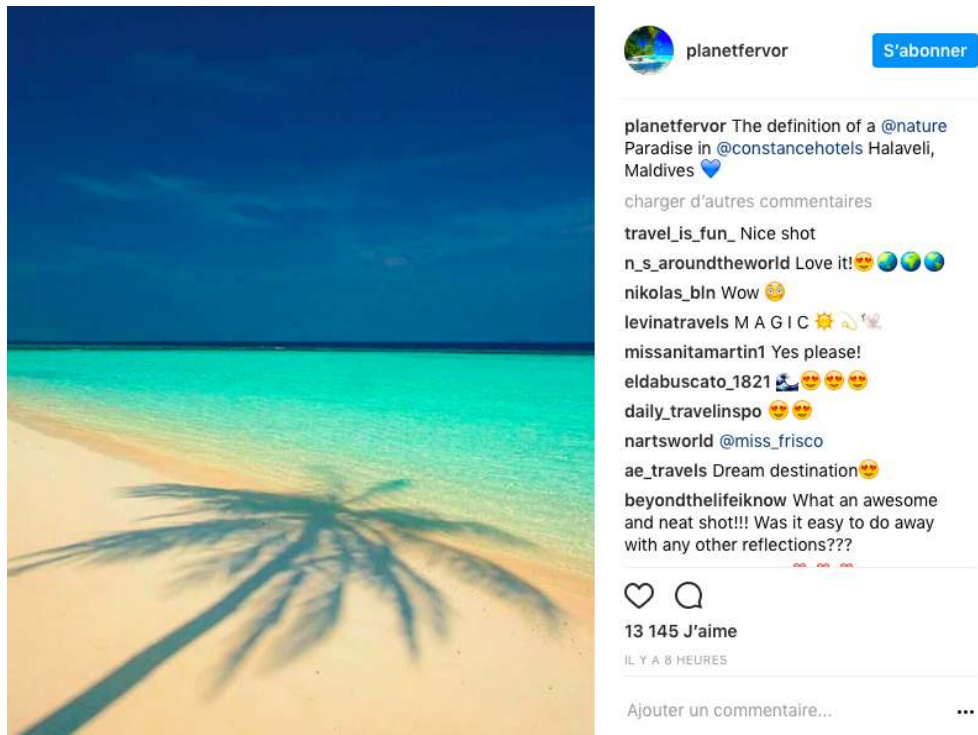 planetfervor
S'abonner
planetfervor The definition of a @nature
Paradise in @constancehotels Halaveli,
Maldives 💙
charger d'autres commentaires
travel_is_fun_ Nice shot
n_s_aroundtheworld Love it!😍🌏🌍🌎
nikolas_bln Wow 😳
levinatravels M A G I C ☀️💫🕊
missanitamartin1 Yes please!
eldabuscato_1821 🌊😍😍😍
daily_travelinspo 😍😍
nartsworld @miss_frisco
ae_travels Dream destination😍
beyondthelifeiknow What an awesome
and neat shot!!! Was it easy to do away
with any other reflections???
13 145 J'aime
IL Y A 8 HEURES
Ajouter un commentaire...